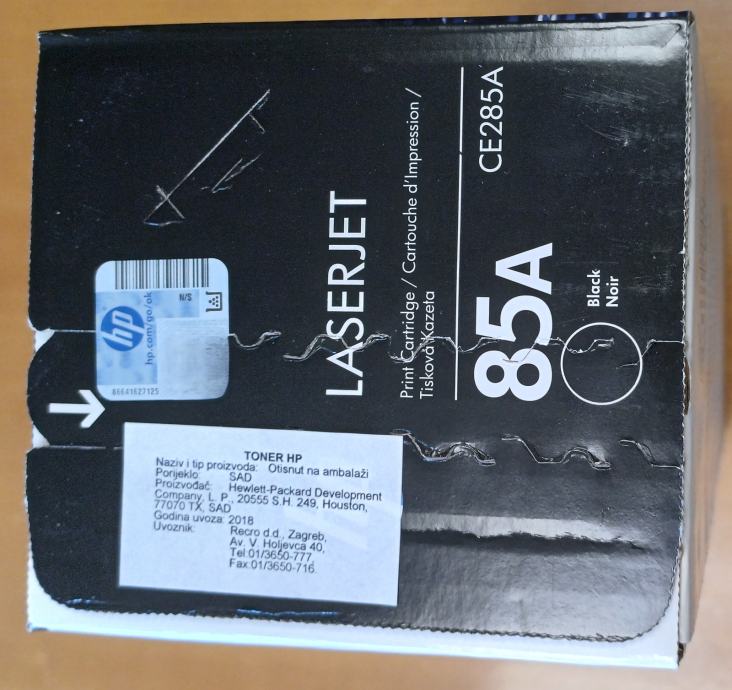 LASERJET
Print Cartridge / Cartouche d'Impression /
Tisková Kazeta
85A
CE285A
Black
Noir
hp
hp.com/go/ok
N/S
86641627125
TONER HP
Naziv i tip proizvoda: Otisnut na ambalaži
Porijeklo: SAD
Proizvođač: Hewlett-Packard Development
Company, L. P., 20555 S.H. 249, Houston,
77070 TX, SAD
Godina uvoza: 2018
Uvoznik: Recro d.d., Zagreb,
Av. V. Holjevca 40,
Tel:01/3650-777,
Fax:01/3650-716.